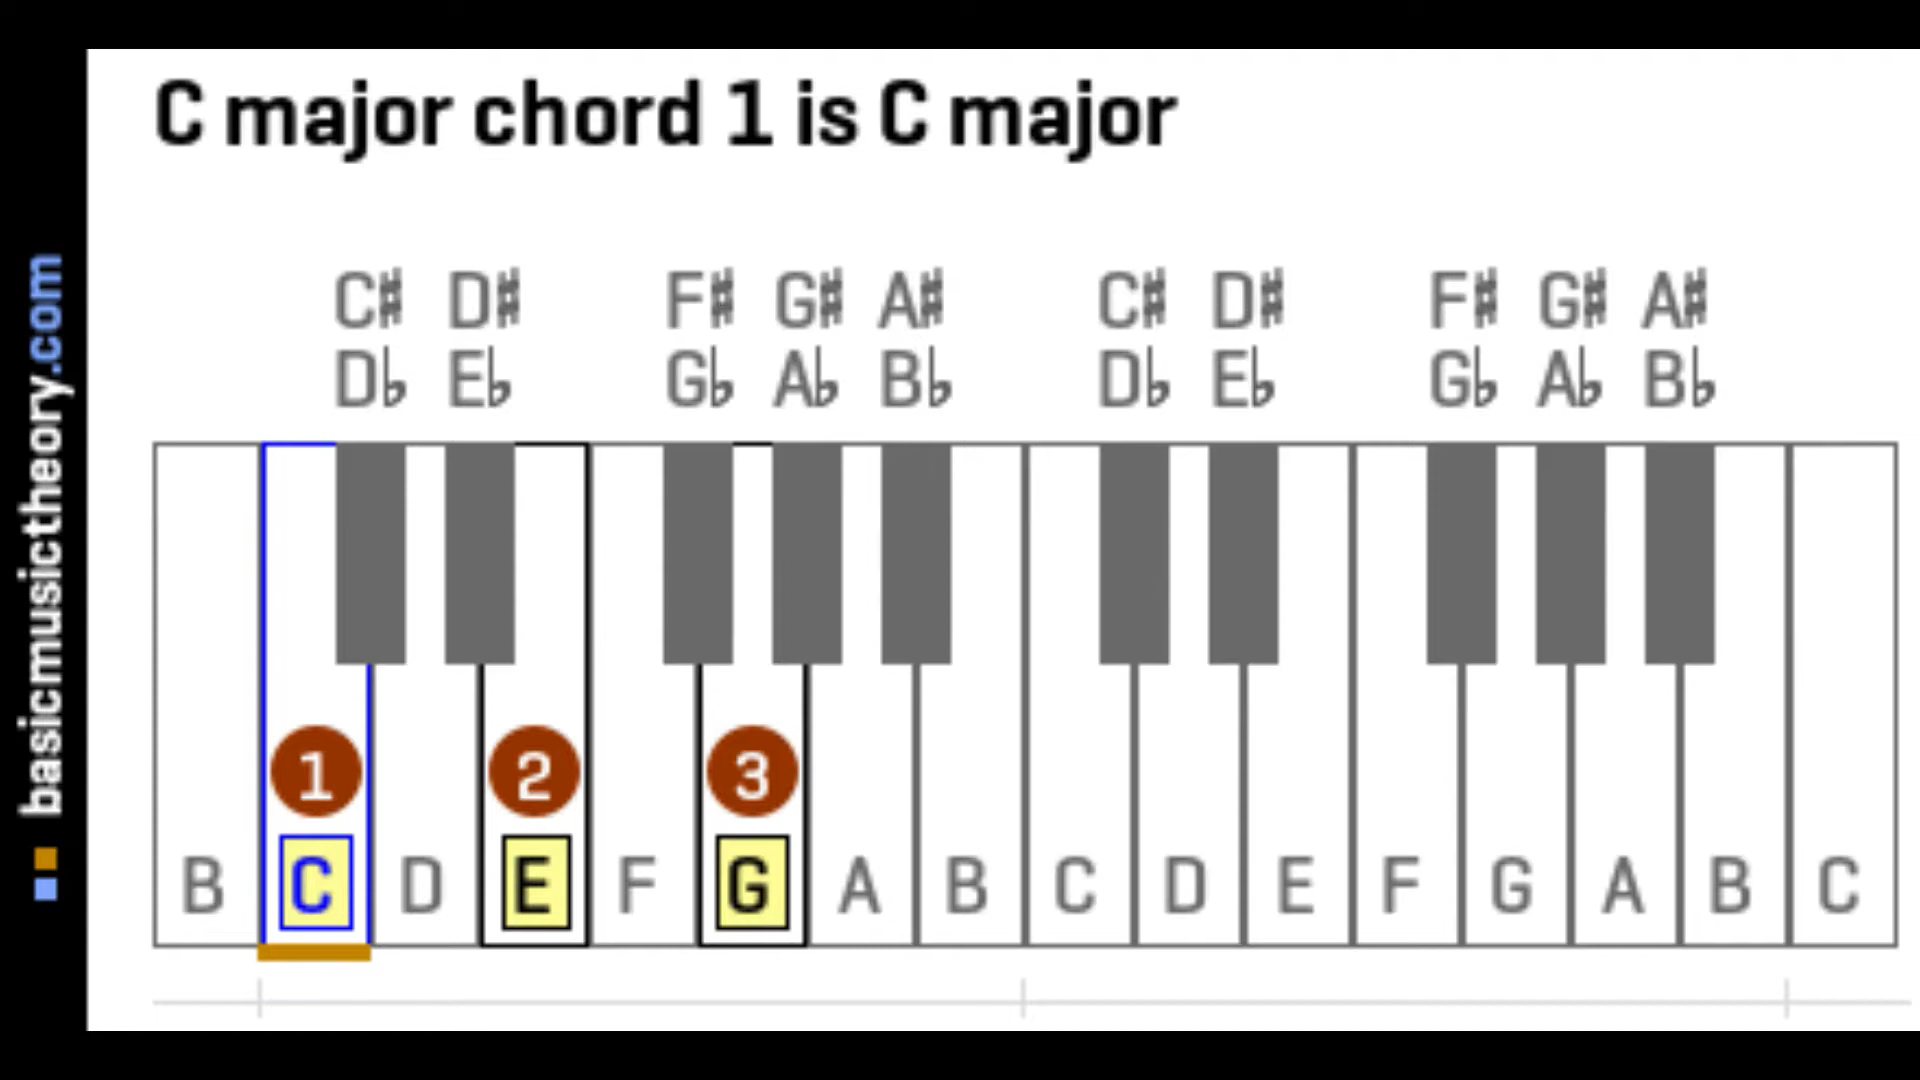 C major chord 1 is C major
C♯ D♯ F♯ G♯ A♯ C♯ D♯ F♯ G♯ A♯
D♭ E♭ G♭ A♭ B♭ D♭ E♭ G♭ A♭ B♭
1 2 3
B C D E F G A B C D E F G A B C
basicmusictheory.com